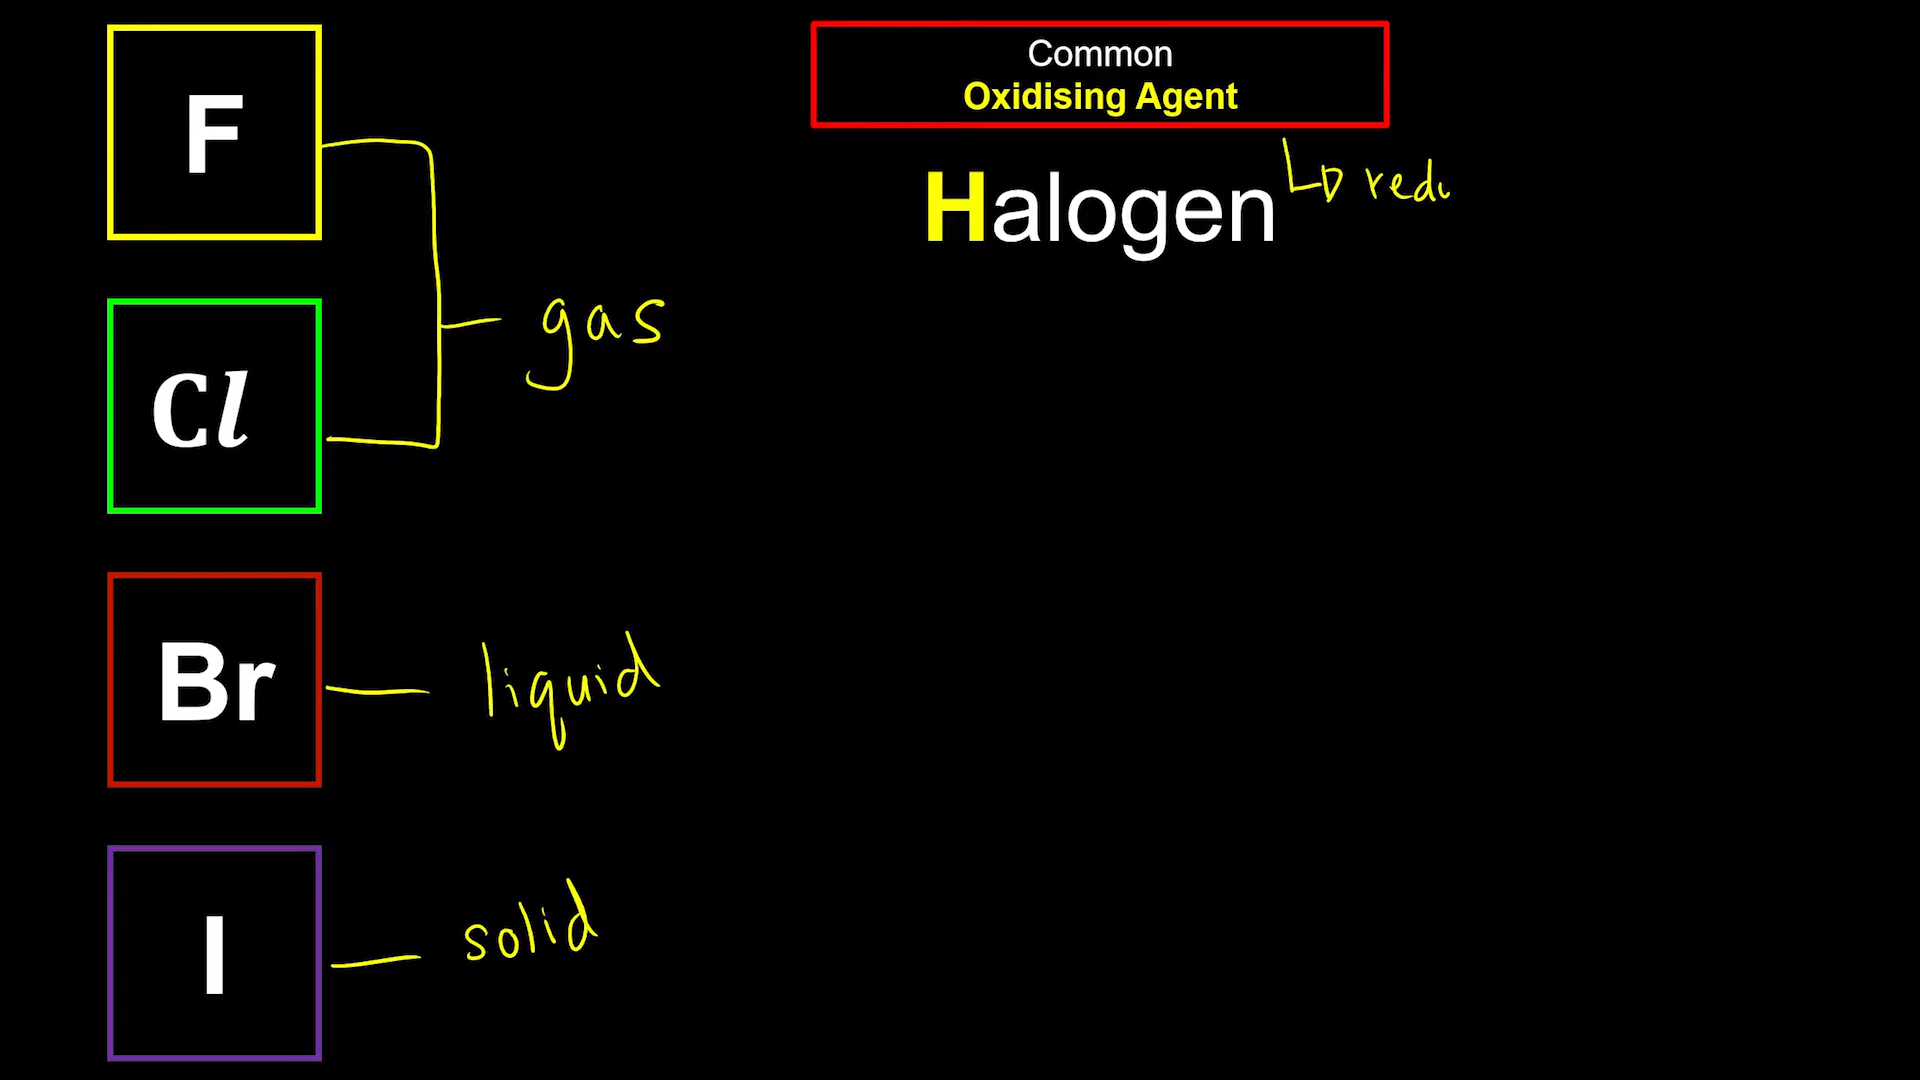 Common
Oxidising Agent
Halogen
redu
F
Cl
gas
Br
liquid
I
solid